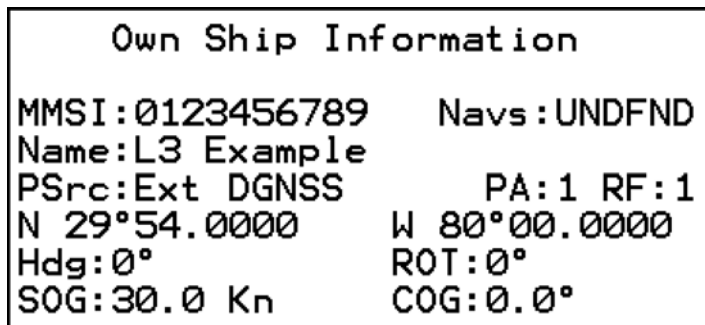 Own Ship Information
MMSI:0123456789 Navs:UNDFND
Name:L3 Example
PSrc:Ext DGNSS PA:1 RF:1
N 29°54.0000 W 80°00.0000
Hdg:0° ROT:0°
SOG:30.0 Kn COG:0.0°